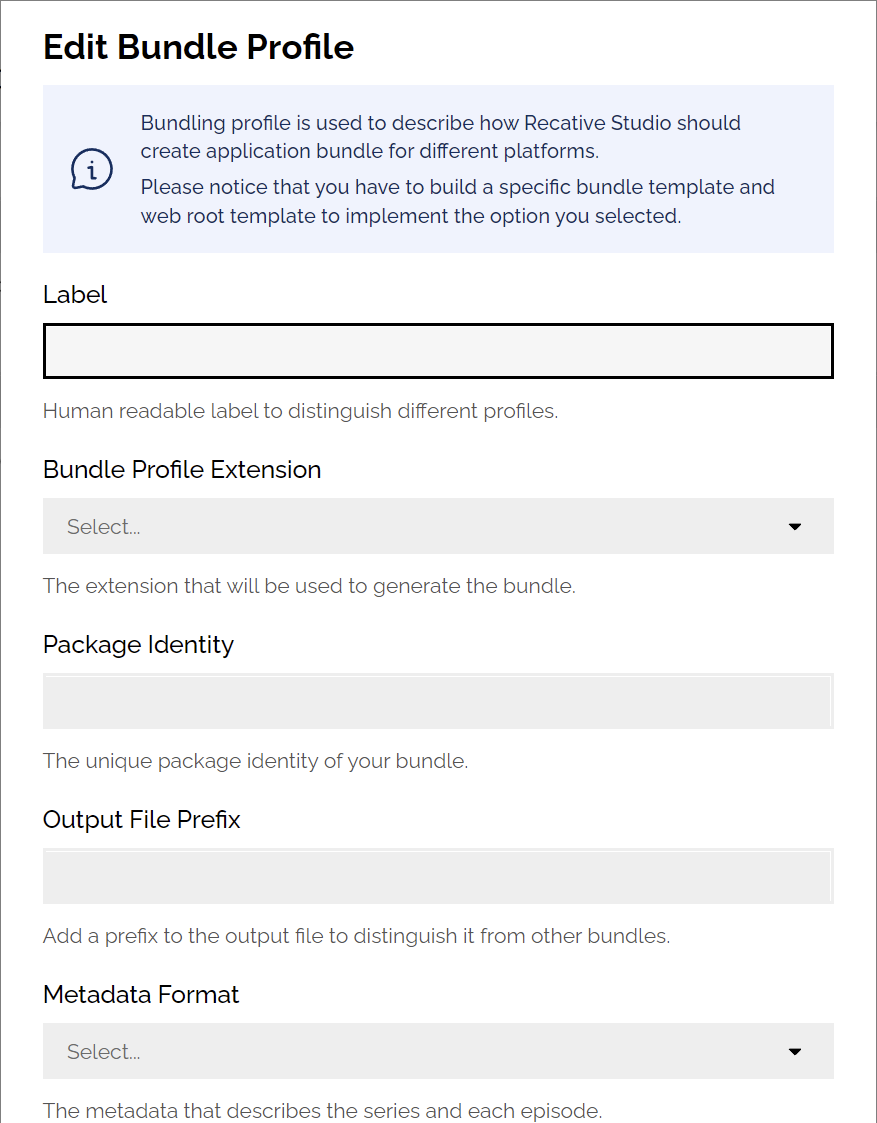 Edit Bundle Profile
Bundling profile is used to describe how Recative Studio should
create application bundle for different platforms.
Please notice that you have to build a specific bundle template and
web root template to implement the option you selected.
Label
Human readable label to distinguish different profiles.
Bundle Profile Extension
Select...
The extension that will be used to generate the bundle.
Package Identity
The unique package identity of your bundle.
Output File Prefix
Add a prefix to the output file to distinguish it from other bundles.
Metadata Format
Select...
The metadata that describes the series and each episode.